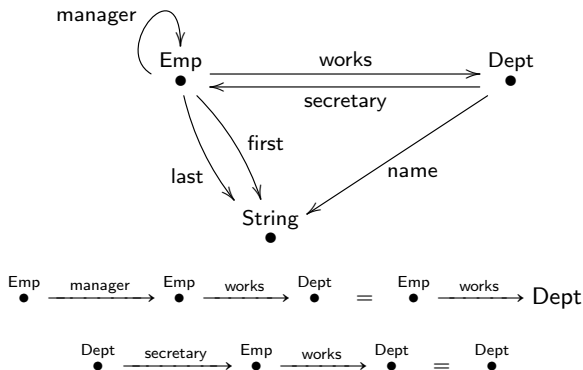 manager
Emp works Dept
secretary
first
last name
String
Emp manager Emp works Dept = Emp works Dept
Dept secretary Emp works Dept = Dept